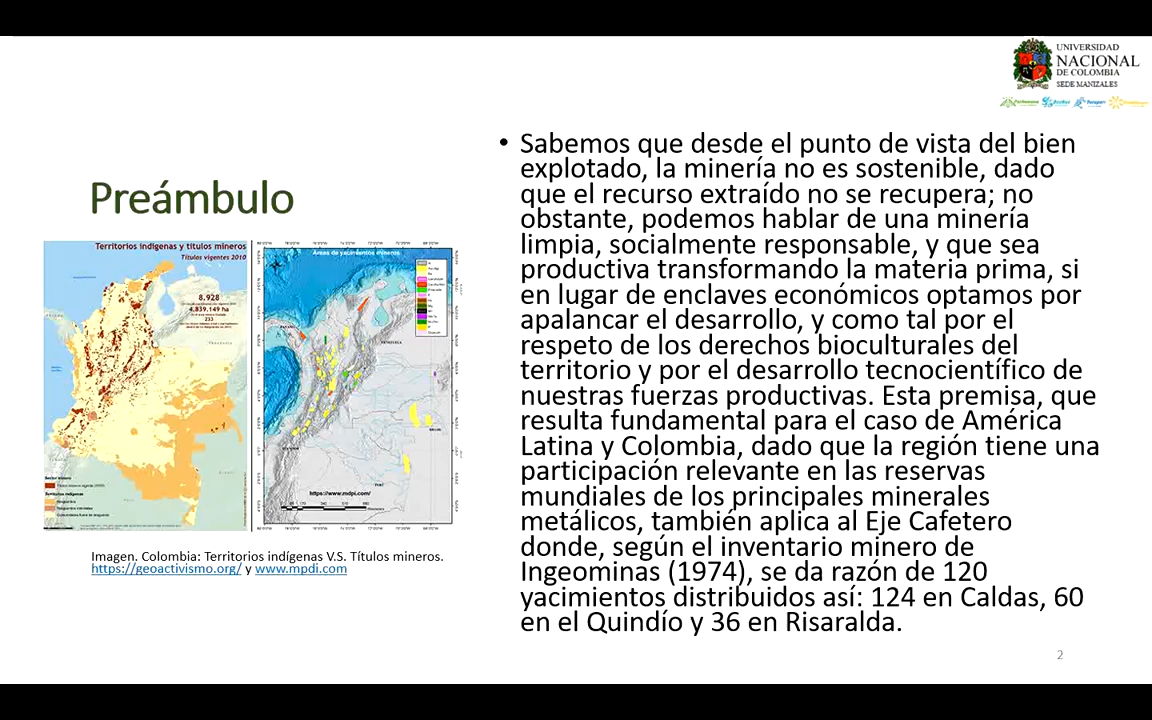 UNIVERSIDAD
NACIONAL
DE COLOMBIA
SEDE MANIZALES
Preámbulo
Territorios indígenas y títulos mineros
Títulos vigentes 2010
8,928
4,839,149 ha
233
Áreas de yacimientos mineros
PANAMA
VENEZUELA
https://www.mdpi.com/
Imagen. Colombia: Territorios indígenas V.S. Títulos mineros.
https://geoactivismo.org/ y www.mpdi.com
• Sabemos que desde el punto de vista del bien
explotado, la minería no es sostenible, dado
que el recurso extraído no se recupera; no
obstante, podemos hablar de una minería
limpia, socialmente responsable, y que sea
productiva transformando la materia prima, si
en lugar de enclaves económicos optamos por
apalancar el desarrollo, y como tal por el
respeto de los derechos bioculturales del
territorio y por el desarrollo tecnocientífico de
nuestras fuerzas productivas. Esta premisa, que
resulta fundamental para el caso de América
Latina y Colombia, dado que la región tiene una
participación relevante en las reservas
mundiales de los principales minerales
metálicos, también aplica al Eje Cafetero
donde, según el inventario minero de
Ingeominas (1974), se da razón de 120
yacimientos distribuidos así: 124 en Caldas, 60
en el Quindío y 36 en Risaralda.
2